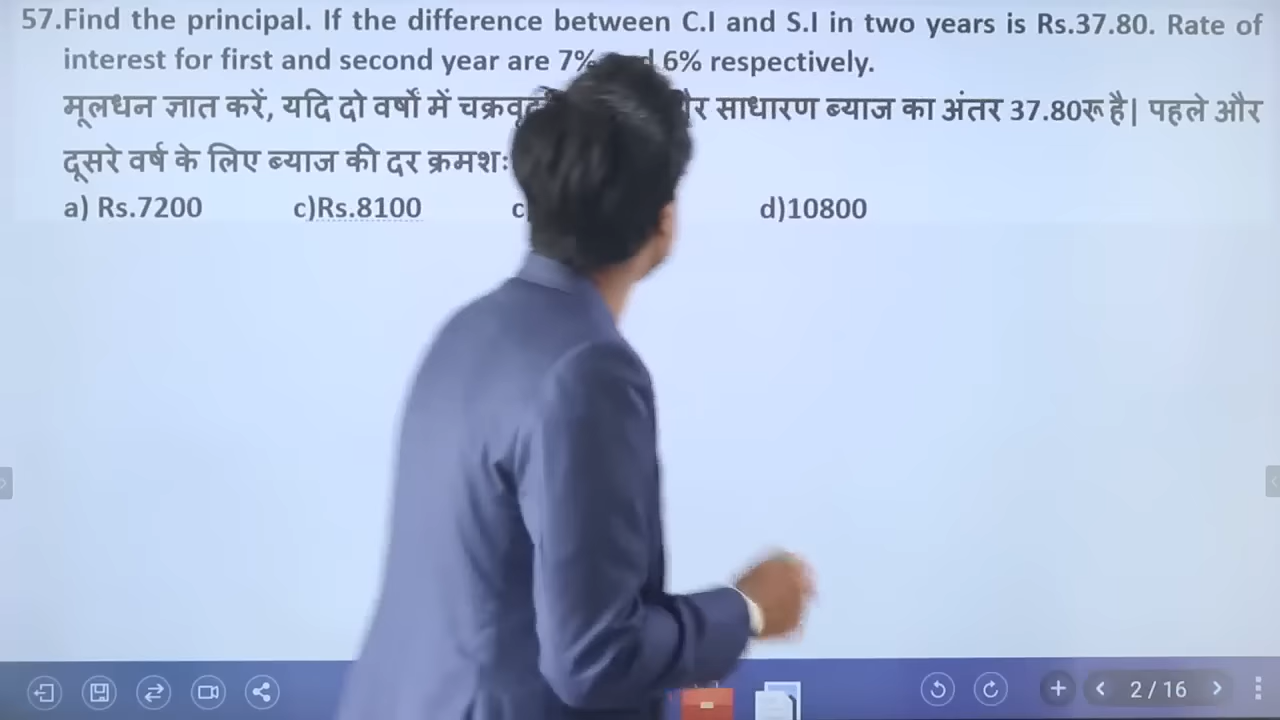 57.Find the principal. If the difference between C.I and S.I in two years is Rs.37.80. Rate of
interest for first and second year are 7% 6% respectively.
मूलधन ज्ञात करें, यदि दो वर्षों में साधारण ब्याज का अंतर 37.80रू है| पहले और
दूसरे वर्ष के लिए ब्याज की दर क्रमशः
a) Rs.7200 c)Rs.8100 d)10800
2 / 16